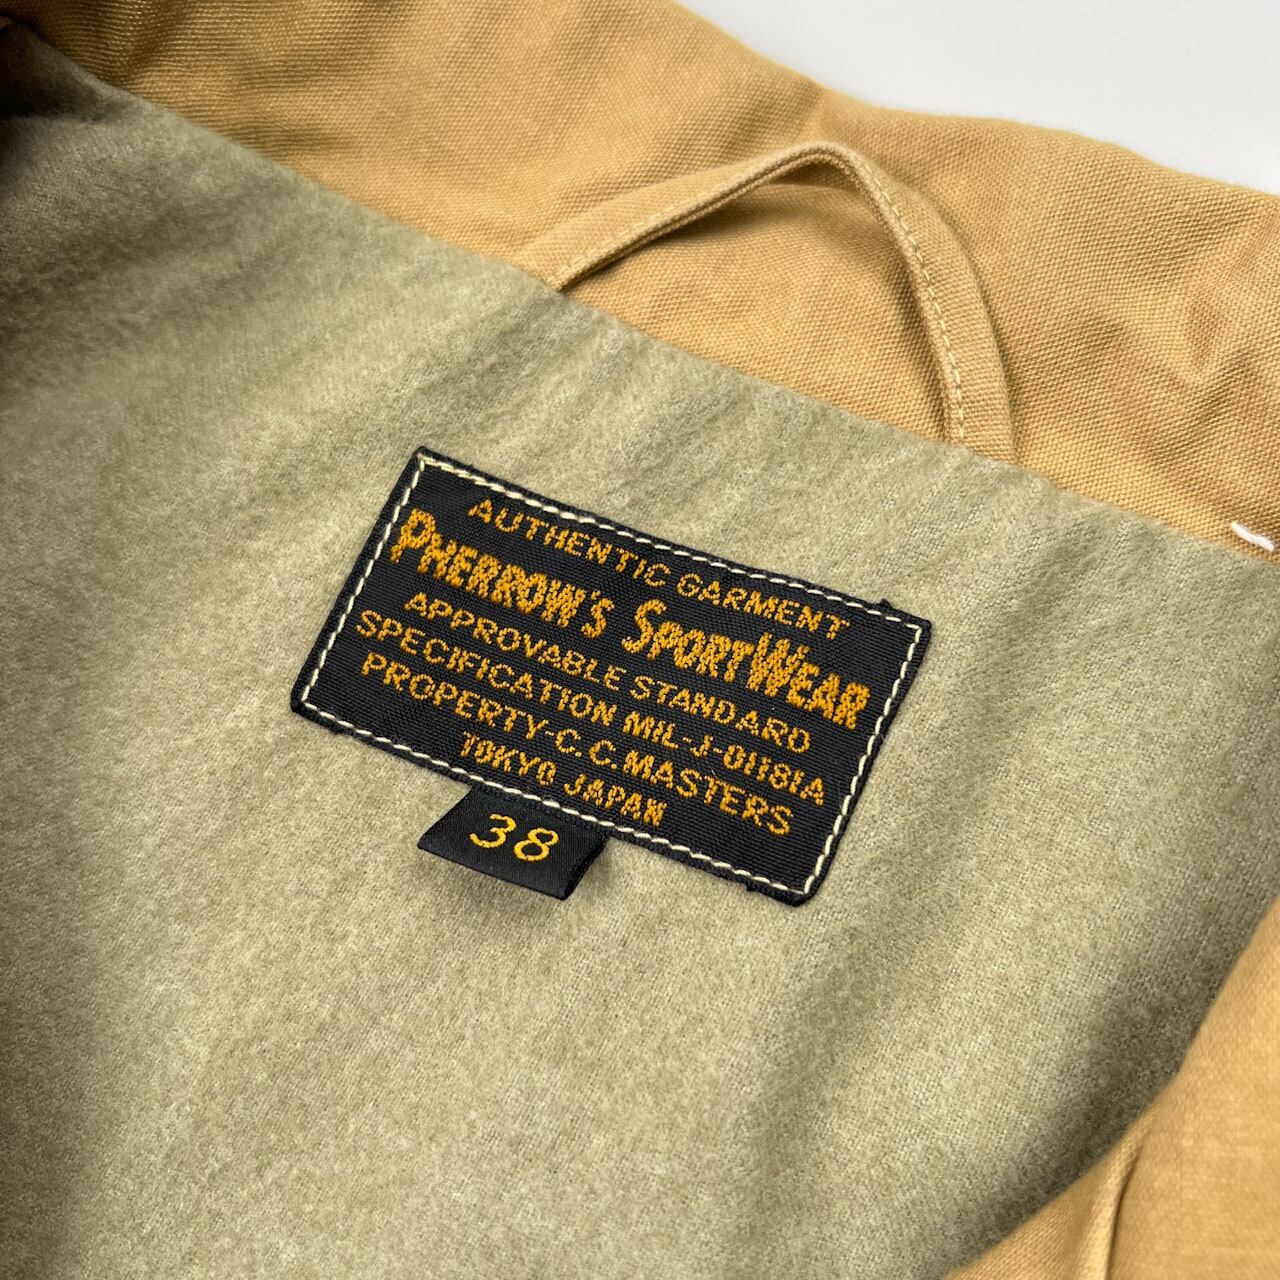 AUTHENTIC GARMENT
PHERROW'S SPORTWEAR
APPROVABLE STANDARD
SPECIFICATION MIL-J-01181A
PROPERTY-C.C.MASTERS
TOKYO JAPAN
38